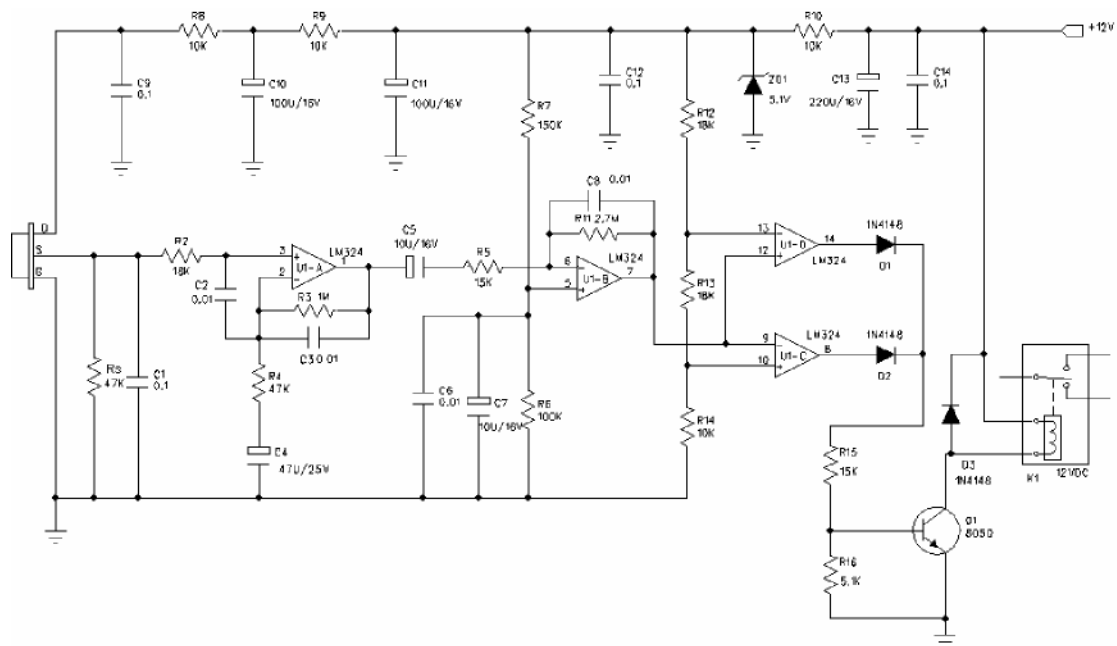 R8
10K
R9
10K
R10
10K
+12V
C9
0.1
C10
100U/16V
C11
100U/16V
R7
150K
C12
0.1
R12
18K
ZD1
5.1V
C13
220U/16V
C14
0.1
D
S
G
R2
18K
C2
0.01
3
2
1
+
-
U1-A
LM324
R3 1M
C3 0.01
C5
10U/16V
R5
15K
C8 0.01
R11 2.7M
6
5
7
-
+
U1-B
LM324
13
12
14
-
+
U1-D
LM324
1N4148
D1
R13
18K
9
10
8
-
+
U1-C
LM324
1N4148
D2
Rs
47K
C1
0.1
R4
47K
C4
47U/25V
C6
0.01
C7
10U/16V
R6
100K
R14
10K
R15
15K
R16
5.1K
D3
1N4148
Q1
8050
K1
12VDC